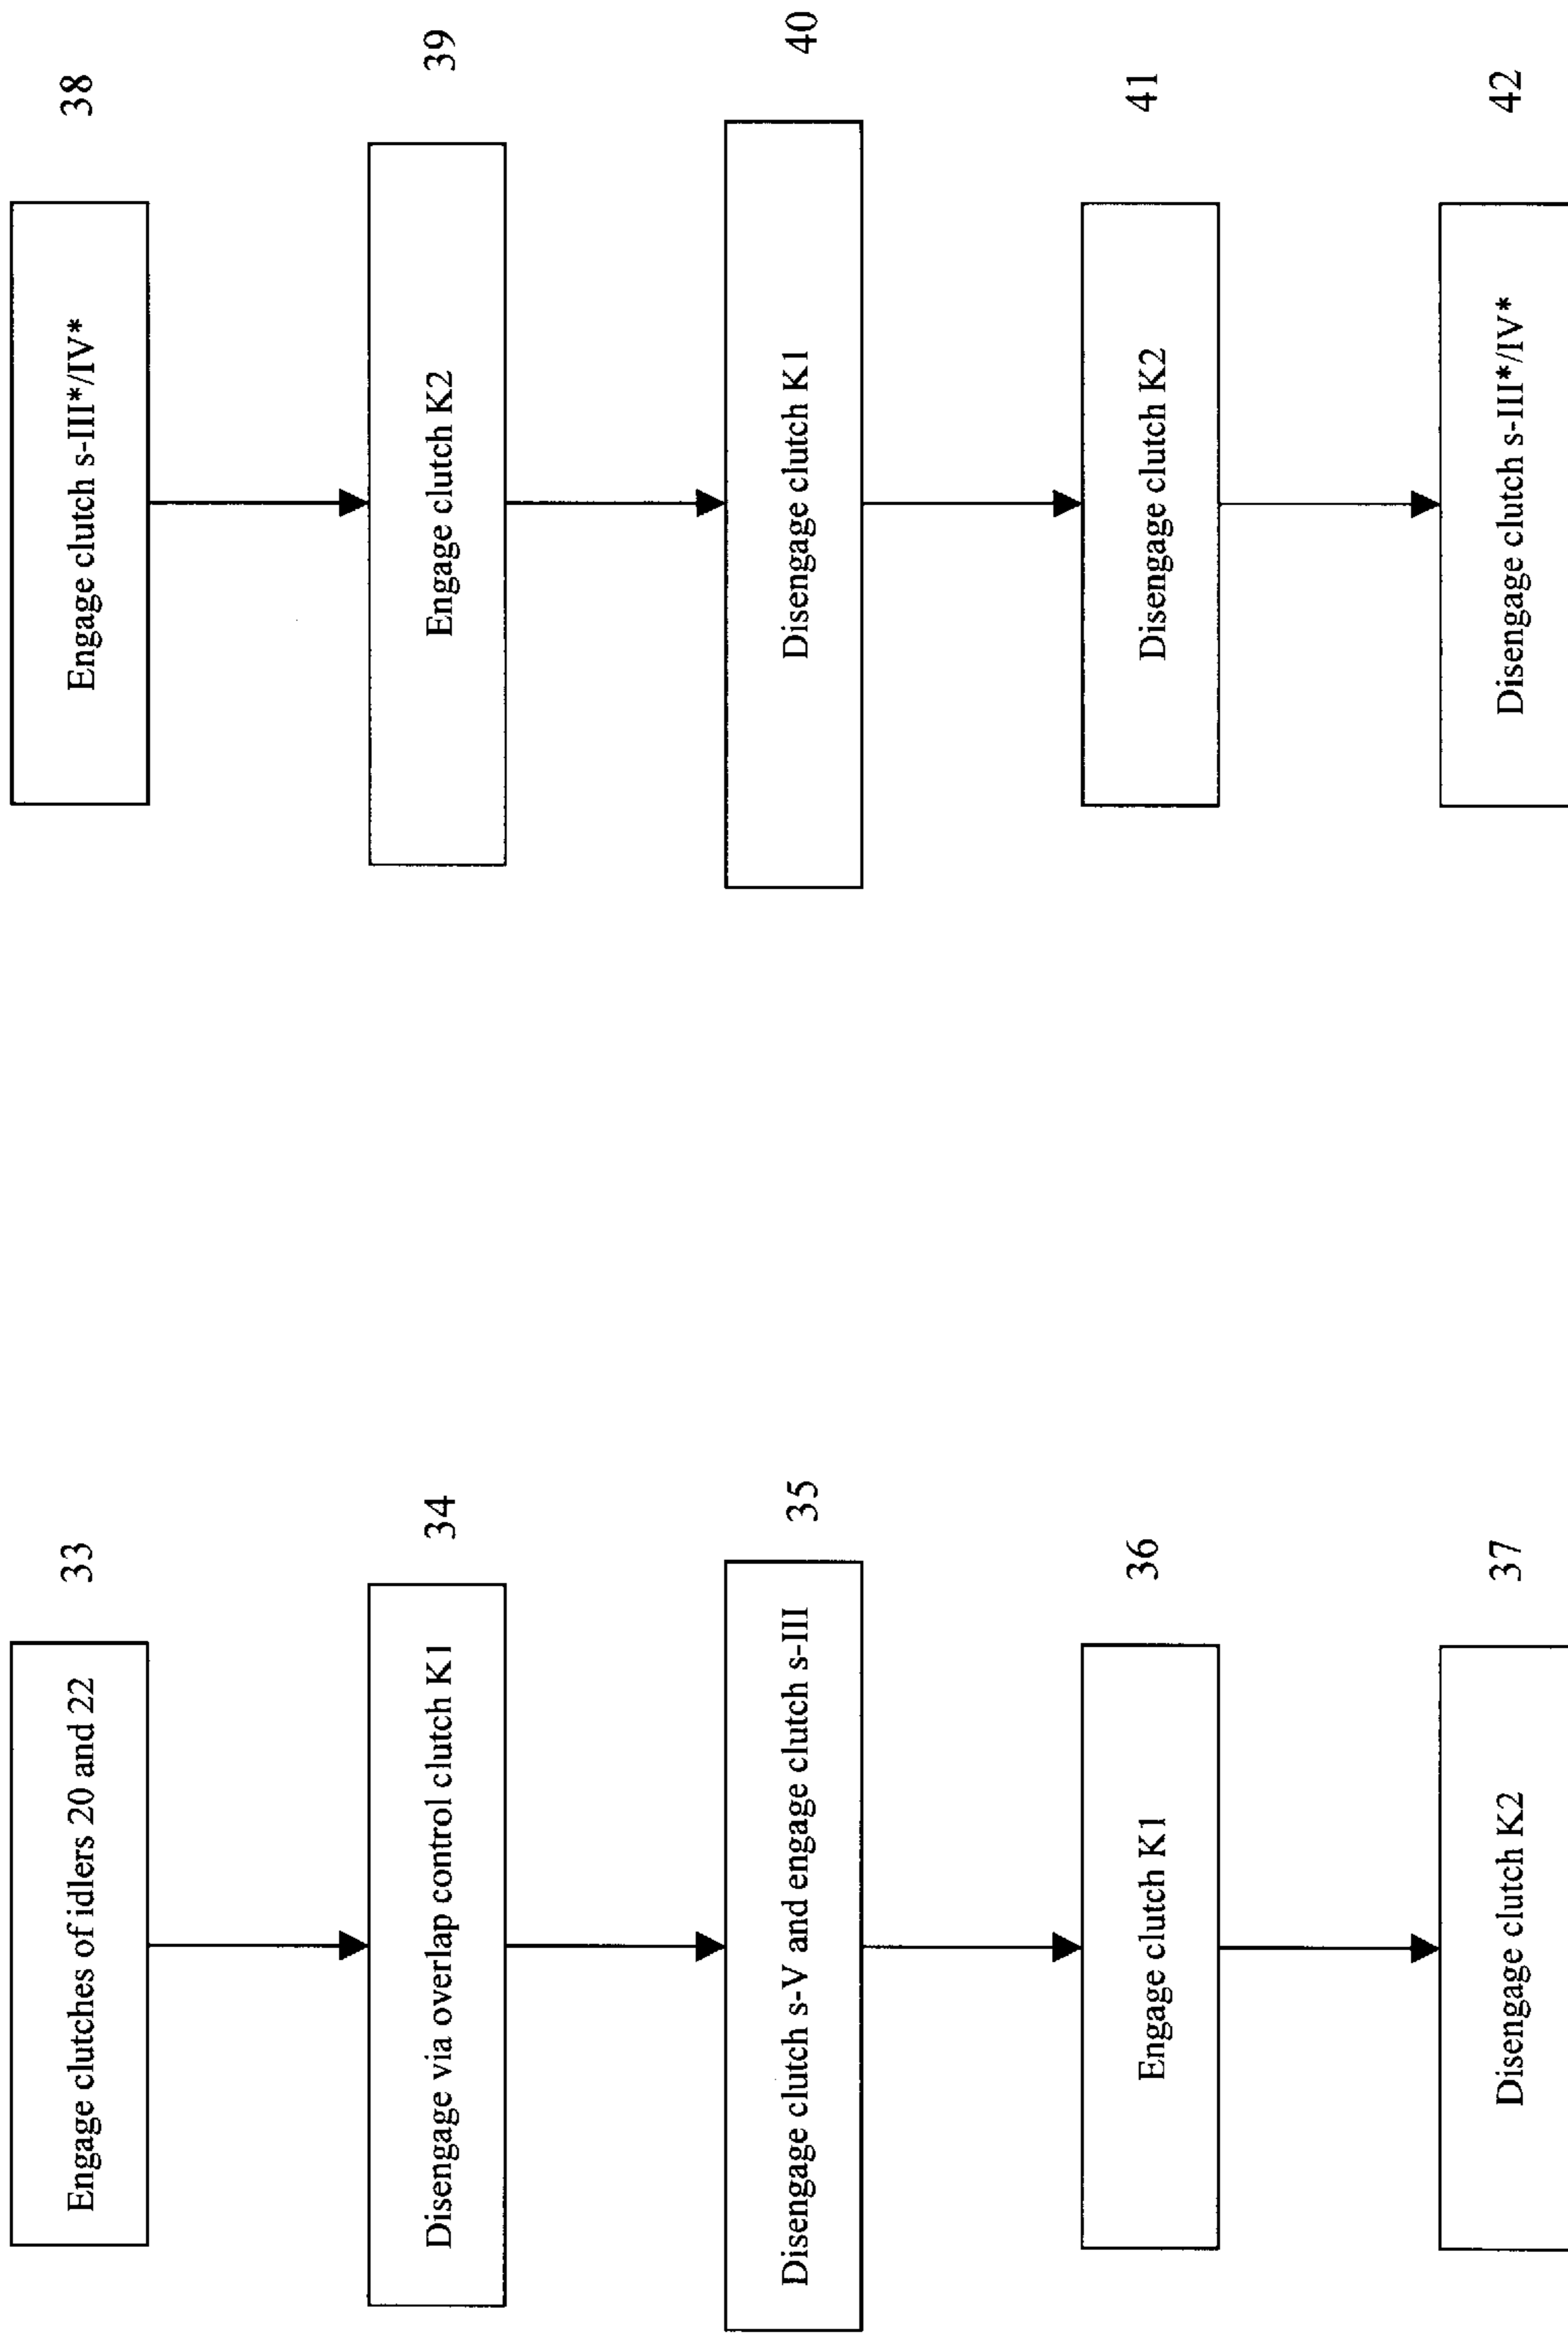 Engage clutches of idlers 20 and 22
33
Disengage via overlap control clutch K1
34
Disengage clutch s-V and engage clutch s-III
35
Engage clutch K1
36
Disengage clutch K2
37
Engage clutch s-III*/IV*
38
Engage clutch K2
39
Disengage clutch K1
40
Disengage clutch K2
41
Disengage clutch s-III*/IV*
42